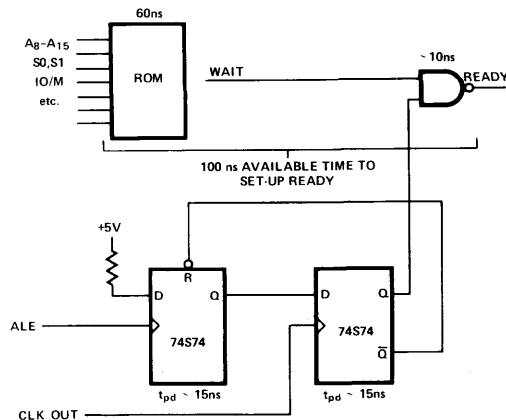 60ns
A8–A15
S0,S1
IO/M
etc.
ROM
WAIT
~ 10ns
READY
100 ns AVAILABLE TIME TO
SET-UP READY
+5V
R
D
Q
74S74
D
Q
Q̅
74S74
ALE
tpd ~ 15ns
tpd ~ 15ns
CLK OUT